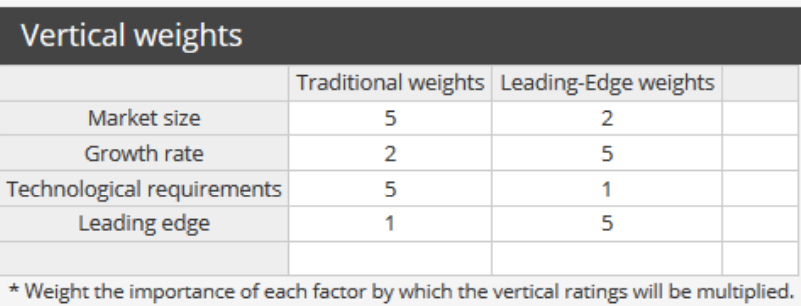 Vertical weights
Traditional weights Leading-Edge weights
Market size 5 2
Growth rate 2 5
Technological requirements 5 1
Leading edge 1 5
* Weight the importance of each factor by which the vertical ratings will be multiplied.